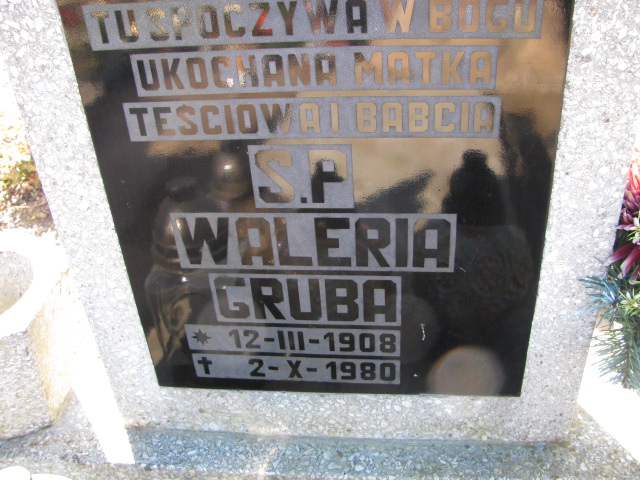 TU SPOCZYWA W BOGU
UKOCHANA MATKA
TEŚCIOWA I BABCIA
S.P
WALERIA
GRUBA
* 12-III-1908
✝ 2-X-1980